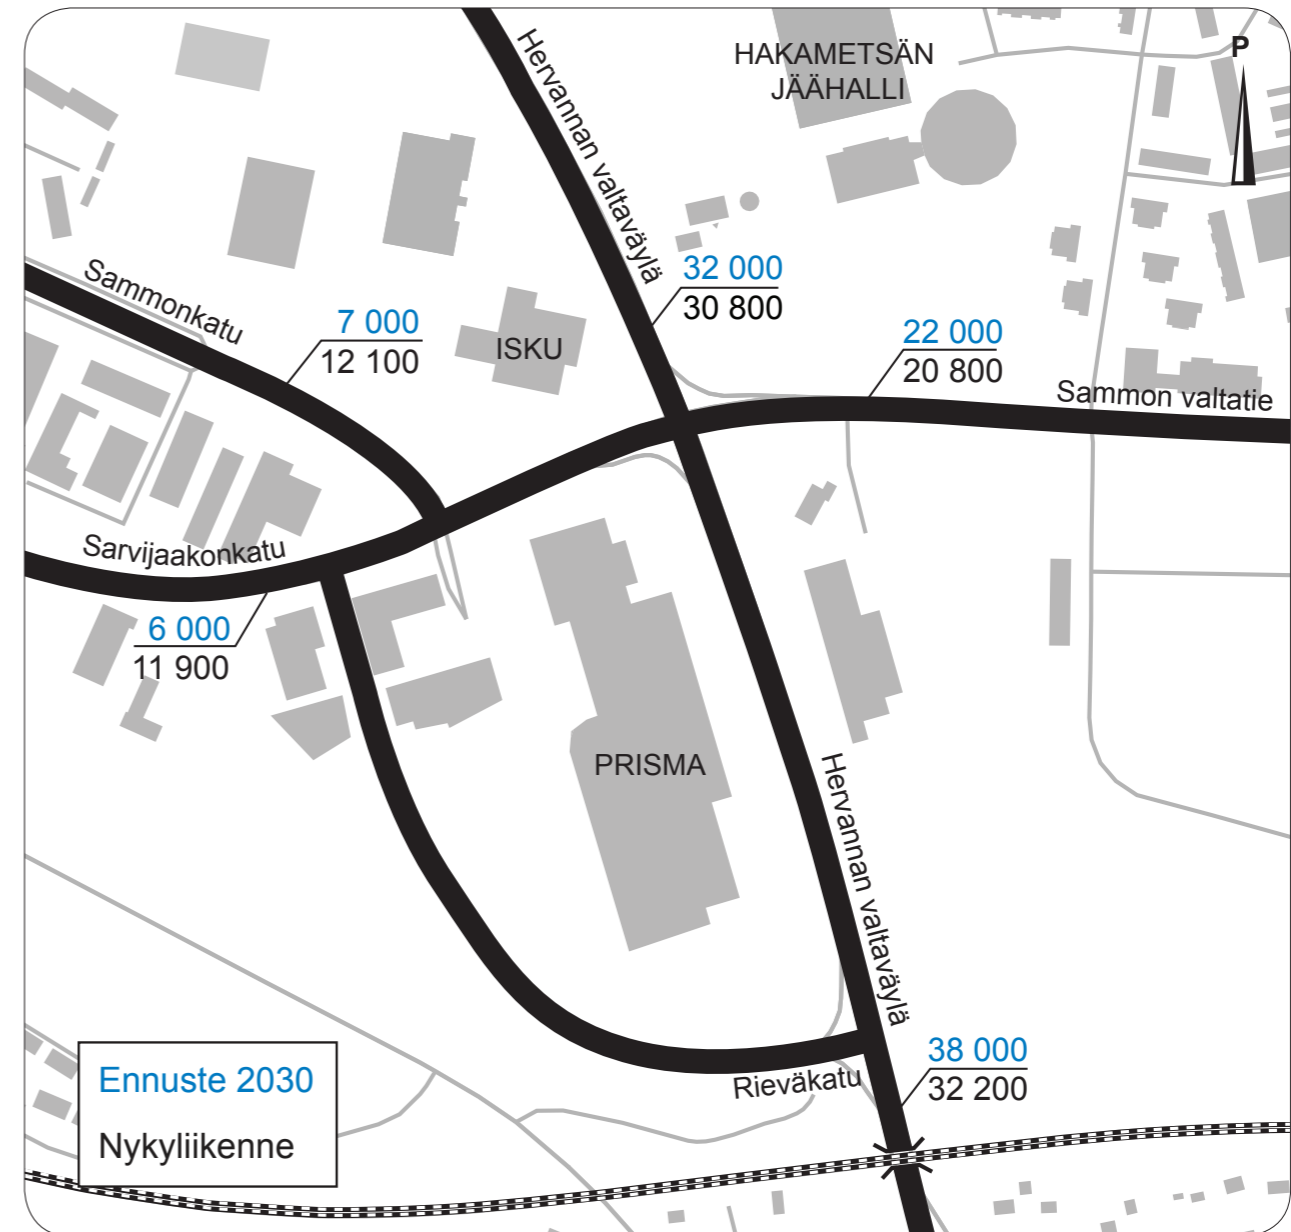 HAKAMETSÄN
JÄÄHALLI
P
Hervannan valtaväylä
32 000
30 800
Sammonkatu
7 000
12 100
ISKU
22 000
20 800
Sammon valtatie
Sarvijaakonkatu
6 000
11 900
PRISMA
Hervannan valtaväylä
38 000
32 200
Rieväkatu
Ennuste 2030
Nykyliikenne